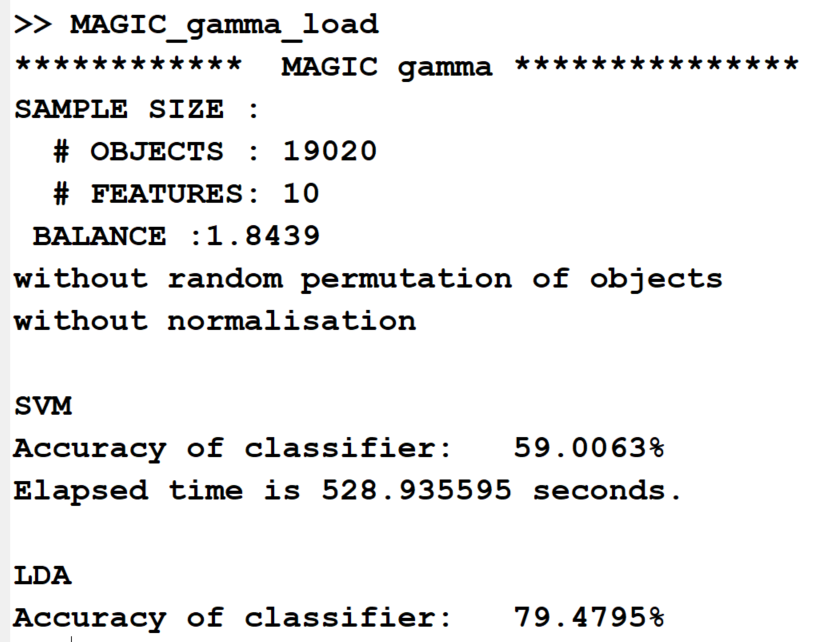 >> MAGIC_gamma_load
************ MAGIC gamma ***************
SAMPLE SIZE :
# OBJECTS : 19020
# FEATURES: 10
BALANCE :1.8439
without random permutation of objects
without normalisation
SVM
Accuracy of classifier: 59.0063%
Elapsed time is 528.935595 seconds.
LDA
Accuracy of classifier: 79.4795%